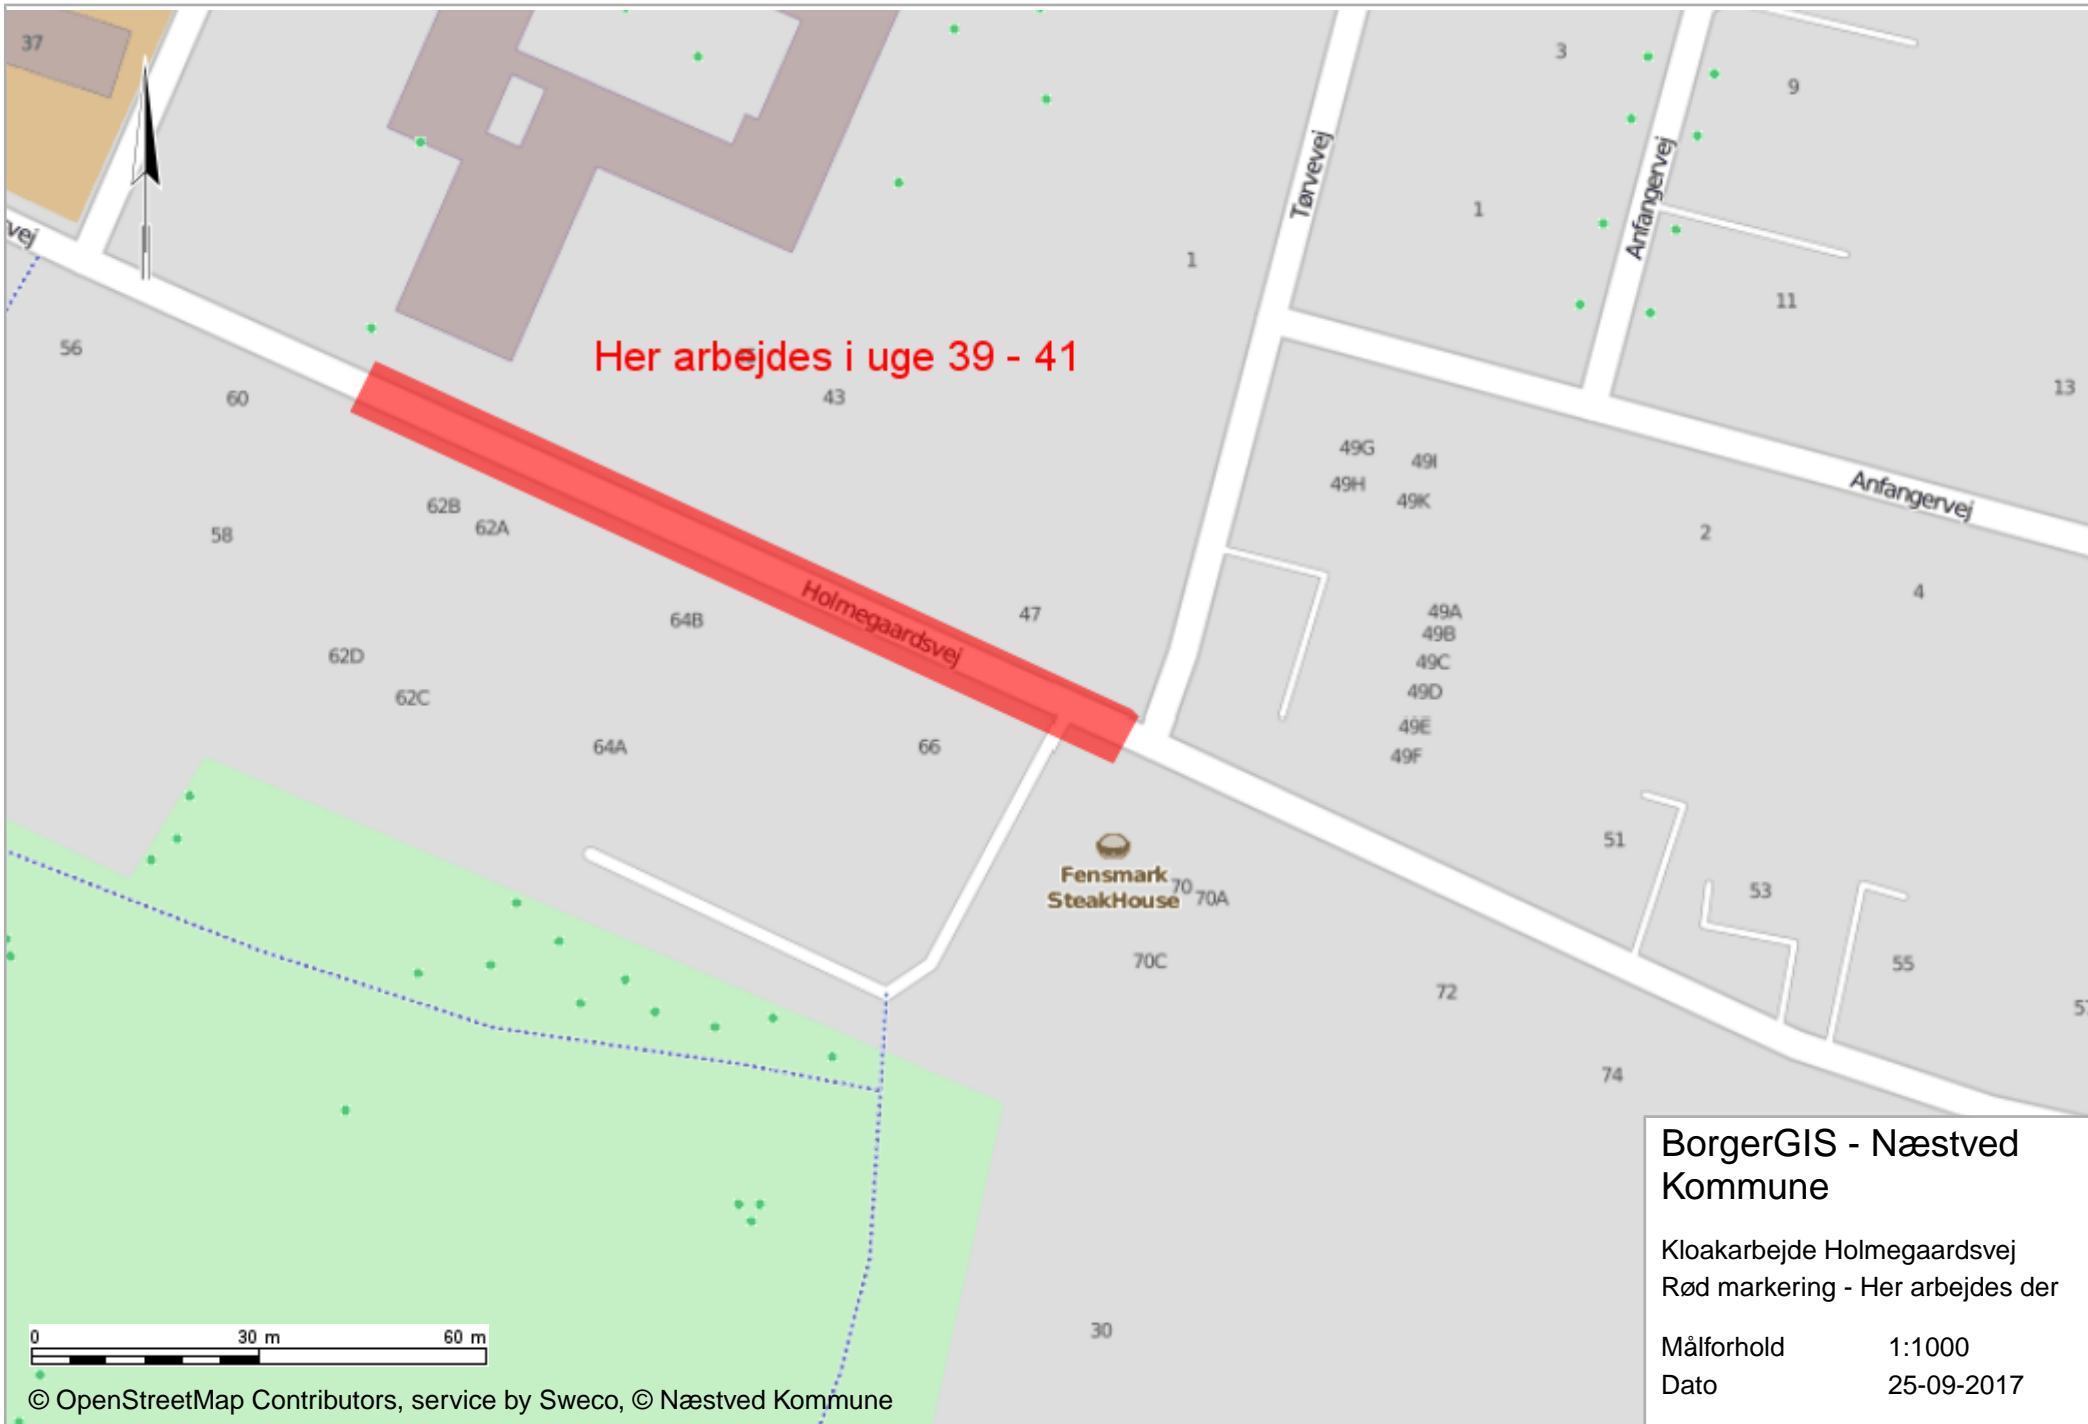 37
3
9
Tørvevej
Anfangervej
1
vej
1
11
56
Her arbejdes i uge 39 - 41
60
43
13
49G
49I
49H
49K
Anfangervej
62B
62A
58
2
Holmegaardsvej
4
64B
47
49A
49B
49C
62D
49D
62C
49E
64A
66
49F
51
Fensmark
SteakHouse
70
70A
53
70C
55
72
74
BorgerGIS - Næstved
Kommune
Kloakarbejde Holmegaardsvej
Rød markering - Her arbejdes der
30
Målforhold 1:1000
Dato 25-09-2017
0 30 m 60 m
© OpenStreetMap Contributors, service by Sweco, © Næstved Kommune